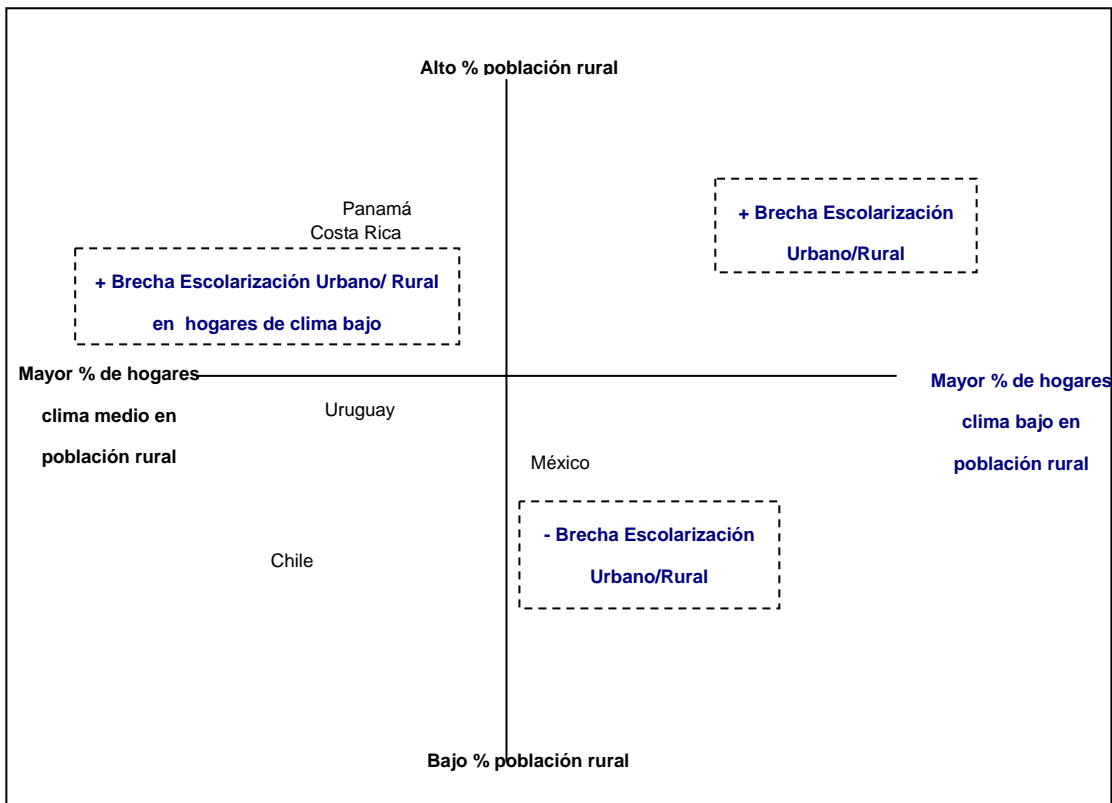 Alto % población rural
Panamá
Costa Rica
+ Brecha Escolarización
Urbano/Rural
+ Brecha Escolarización Urbano/ Rural
en hogares de clima bajo
Mayor % de hogares
clima medio en
población rural
Mayor % de hogares
clima bajo en
población rural
Uruguay
México
- Brecha Escolarización
Urbano/Rural
Chile
Bajo % población rural